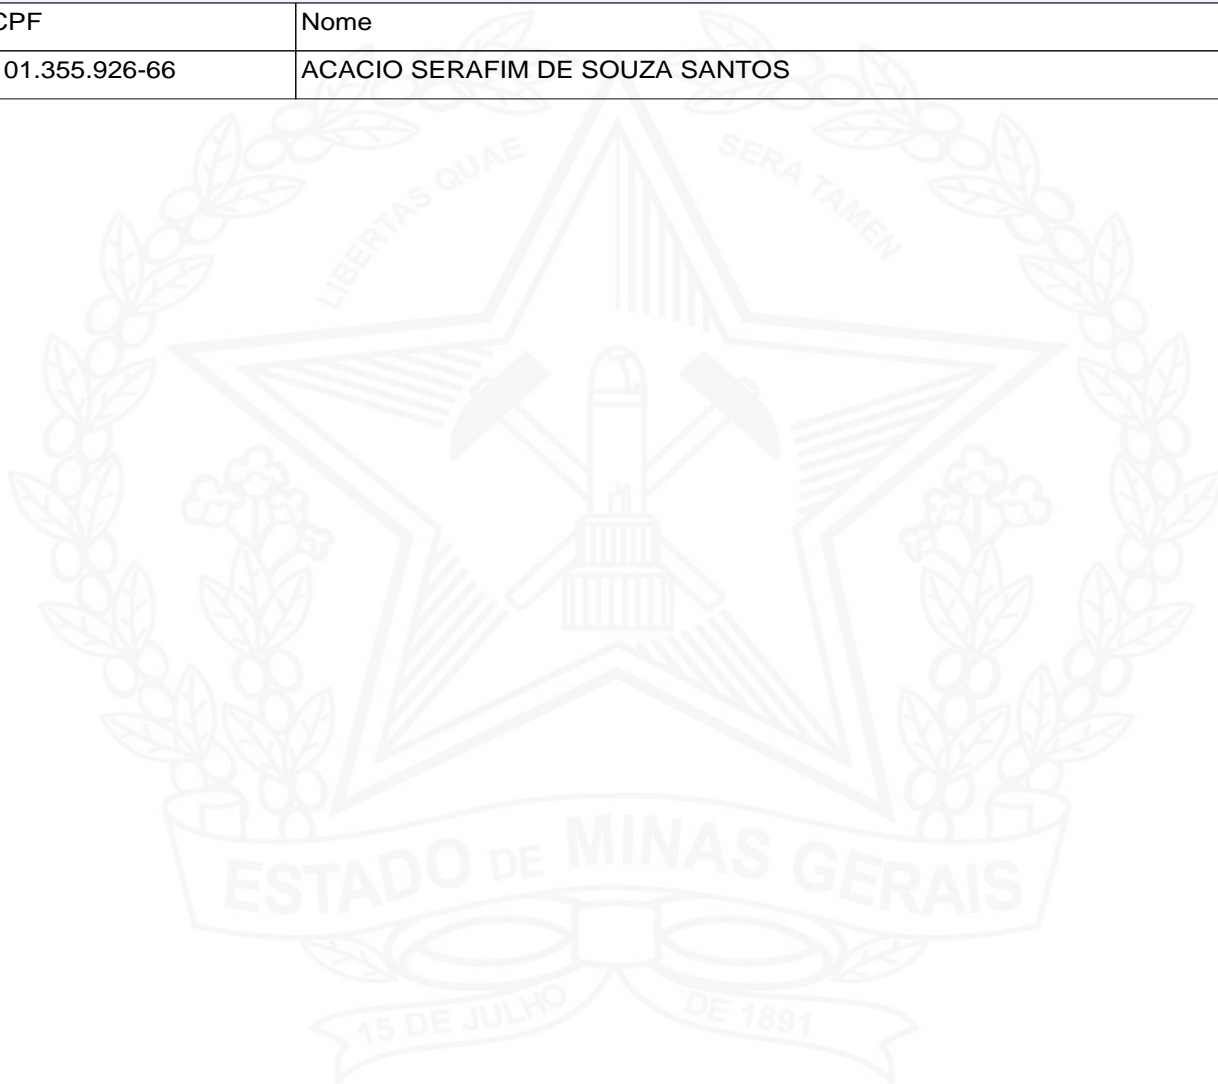 CPF Nome
01.355.926-66 ACACIO SERAFIM DE SOUZA SANTOS
LIBERTAS QUAE SERA TAMEN
ESTADO DE MINAS GERAIS
15 DE JULHO DE 1891